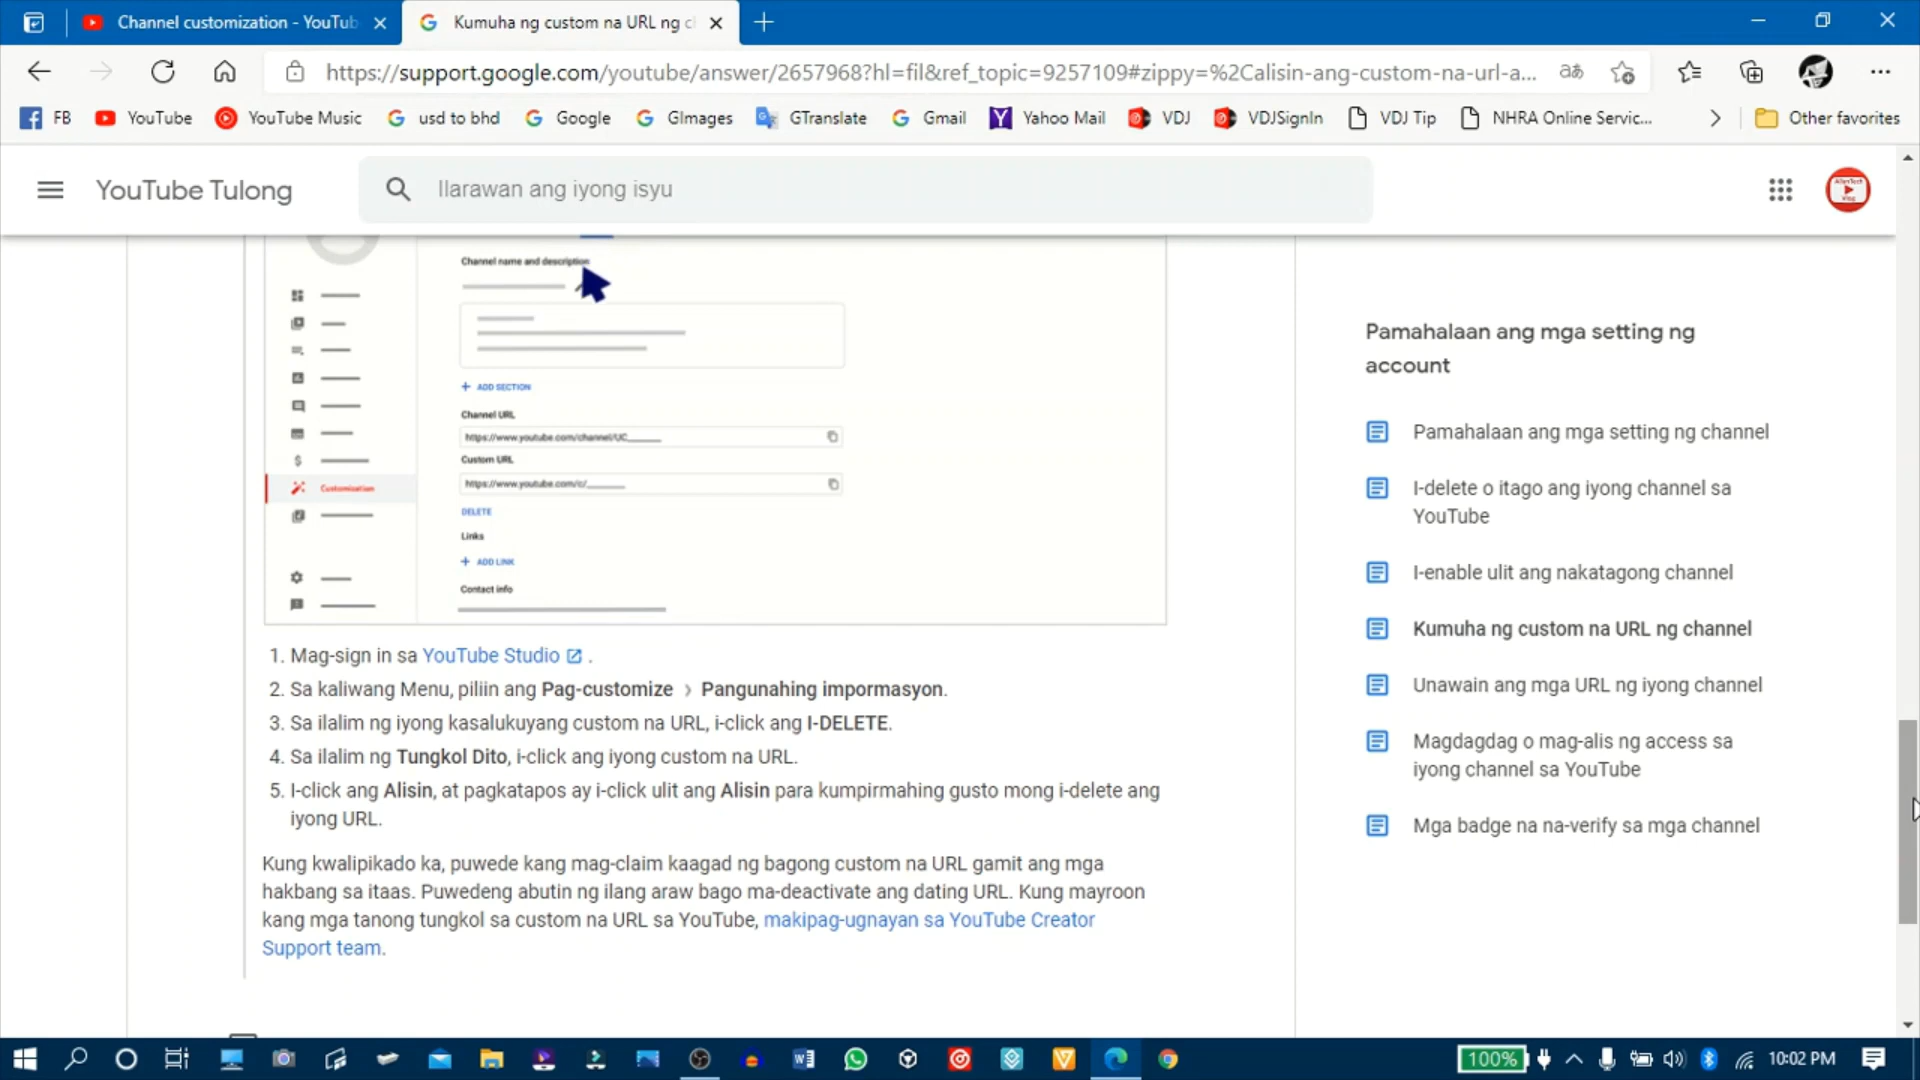 Channel customization - YouTub
Kumuha ng custom na URL ng c
https://support.google.com/youtube/answer/2657968?hl=fil&ref_topic=9257109#zippy=%2Calisin-ang-custom-na-url-a...
FB
YouTube
YouTube Music
usd to bhd
Google
GImages
GTranslate
Gmail
Yahoo Mail
VDJ
VDJSignIn
VDJ Tip
NHRA Online Servic...
Other favorites
YouTube Tulong
Ilarawan ang iyong isyu
Channel name and description
+ ADD SECTION
Channel URL
https://www.youtube.com/channel/UC_______
Custom URL
https://www.youtube.com/c/_______
Customization
DELETE
Links
+ ADD LINK
Contact info
1. Mag-sign in sa YouTube Studio .
2. Sa kaliwang Menu, piliin ang Pag-customize › Pangunahing impormasyon.
3. Sa ilalim ng iyong kasalukuyang custom na URL, i-click ang I-DELETE.
4. Sa ilalim ng Tungkol Dito, i-click ang iyong custom na URL.
5. I-click ang Alisin, at pagkatapos ay i-click ulit ang Alisin para kumpirmahing gusto mong i-delete ang
iyong URL.
Kung kwalipikado ka, puwede kang mag-claim kaagad ng bagong custom na URL gamit ang mga
hakbang sa itaas. Puwedeng abutin ng ilang araw bago ma-deactivate ang dating URL. Kung mayroon
kang mga tanong tungkol sa custom na URL sa YouTube, makipag-ugnayan sa YouTube Creator
Support team.
Pamahalaan ang mga setting ng
account
Pamahalaan ang mga setting ng channel
I-delete o itago ang iyong channel sa
YouTube
I-enable ulit ang nakatagong channel
Kumuha ng custom na URL ng channel
Unawain ang mga URL ng iyong channel
Magdagdag o mag-alis ng access sa
iyong channel sa YouTube
Mga badge na na-verify sa mga channel
100%
10:02 PM